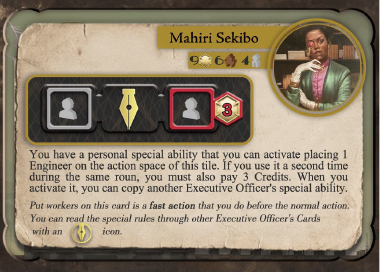 Mahiri Sekibo
9 6 4
3
You have a personal special ability that you can activate placing 1
Engineer on the action space of this tile. If you use it a second time
during the same roun, you must also pay 3 Credits. When you
activate it, you can copy another Executive Officer's special ability.
Put workers on this card is a fast action that you do before the normal action.
You can read the special rules through other Executive Officer's Cards
with an icon.